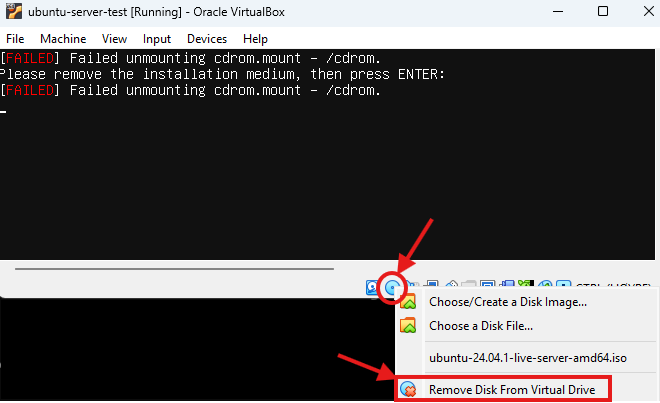 ubuntu-server-test [Running] - Oracle VirtualBox
File Machine View Input Devices Help
[FAILED] Failed unmounting cdrom.mount - /cdrom.
Please remove the installation medium, then press ENTER:
[FAILED] Failed unmounting cdrom.mount - /cdrom.
Choose/Create a Disk Image...
Choose a Disk File...
ubuntu-24.04.1-live-server-amd64.iso
Remove Disk From Virtual Drive